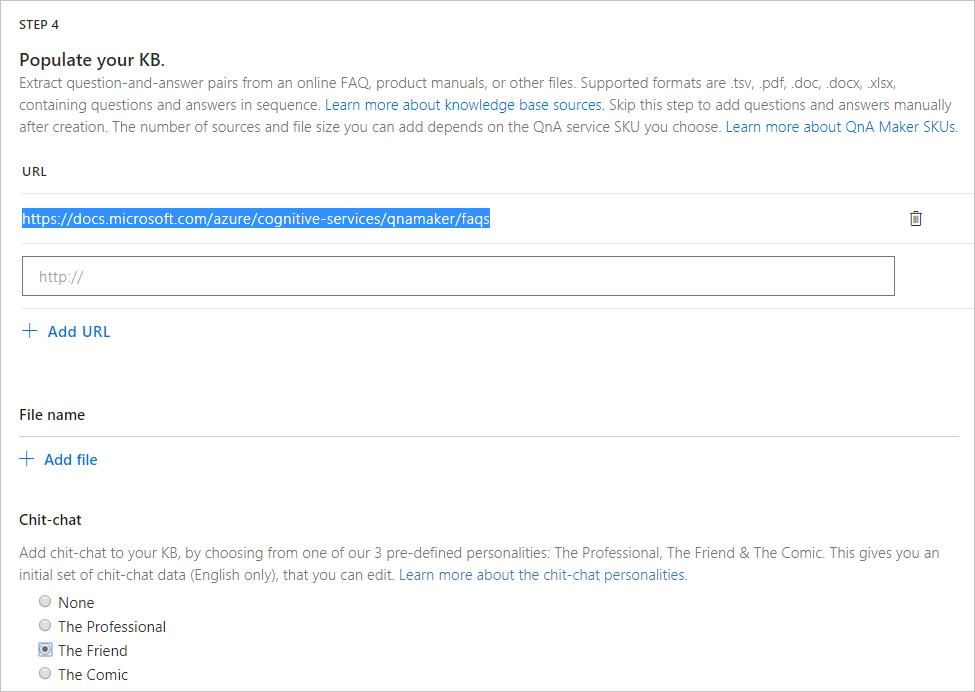 STEP 4
Populate your KB.
Extract question-and-answer pairs from an online FAQ, product manuals, or other files. Supported formats are .tsv, .pdf, .doc, .docx, .xlsx,
containing questions and answers in sequence. Learn more about knowledge base sources. Skip this step to add questions and answers manually
after creation. The number of sources and file size you can add depends on the QnA service SKU you choose. Learn more about QnA Maker SKUs.
URL
https://docs.microsoft.com/azure/cognitive-services/qnamaker/faqs
http://
+ Add URL
File name
+ Add file
Chit-chat
Add chit-chat to your KB, by choosing from one of our 3 pre-defined personalities: The Professional, The Friend & The Comic. This gives you an
initial set of chit-chat data (English only), that you can edit. Learn more about the chit-chat personalities.
None
The Professional
The Friend
The Comic